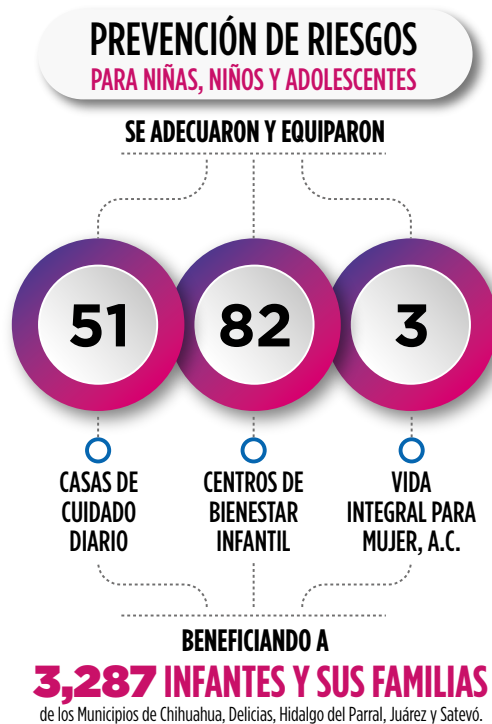 PREVENCIÓN DE RIESGOS
PARA NIÑAS, NIÑOS Y ADOLESCENTES
SE ADECUARON Y EQUIPARON
51
82
3
CASAS DE
CUIDADO
DIARIO
CENTROS DE
BIENESTAR
INFANTIL
VIDA
INTEGRAL PARA
MUJER, A.C.
BENEFICIANDO A
3,287 INFANTES Y SUS FAMILIAS
de los Municipios de Chihuahua, Delicias, Hidalgo del Parral, Juárez y Satevó.